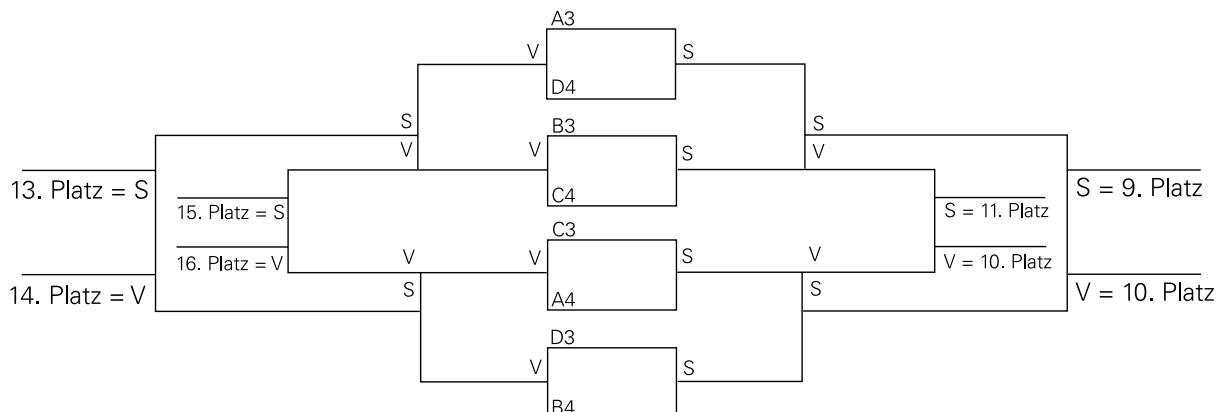 A3
V
S
D4
S
S
V
B3
V
V
S
C4
13. Platz = S
S = 9. Platz
15. Platz = S
S = 11. Platz
C3
16. Platz = V
V
V
S
V
V = 10. Platz
14. Platz = V
S
A4
S
V = 10. Platz
D3
V
S
B4